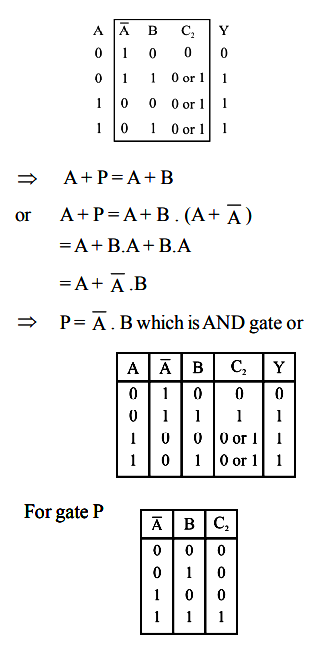 A A̅ B C₂ Y
0 1 0 0 0
0 1 1 0 or 1 1
1 0 0 0 or 1 1
1 0 1 0 or 1 1
⇒ A + P = A + B
or A + P = A + B . (A + A̅ )
= A + B.A + B.A
= A + A̅ .B
⇒ P = A̅ . B which is AND gate or
A A̅ B C₂ Y
0 1 0 0 0
0 1 1 1 1
1 0 0 0 or 1 1
1 0 1 0 or 1 1
For gate P
A̅ B C₂
0 0 0
0 1 0
1 0 0
1 1 1